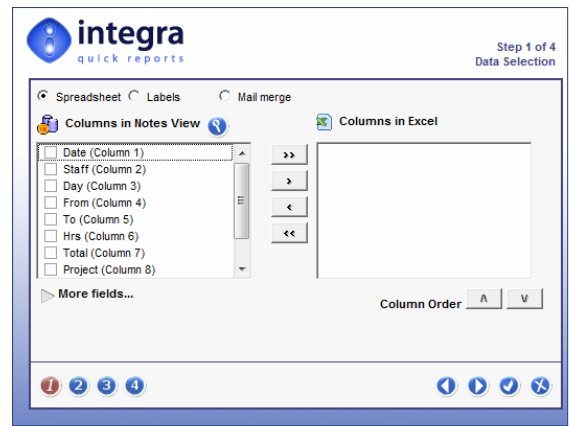 integra
quick reports
Step 1 of 4
Data Selection
Spreadsheet Labels Mail merge
Columns in Notes View Columns in Excel
Date (Column 1)
Staff (Column 2)
Day (Column 3)
From (Column 4)
To (Column 5)
Hrs (Column 6)
Total (Column 7)
Project (Column 8)
>>
>
<
<<
More fields...
Column Order
1 2 3 4